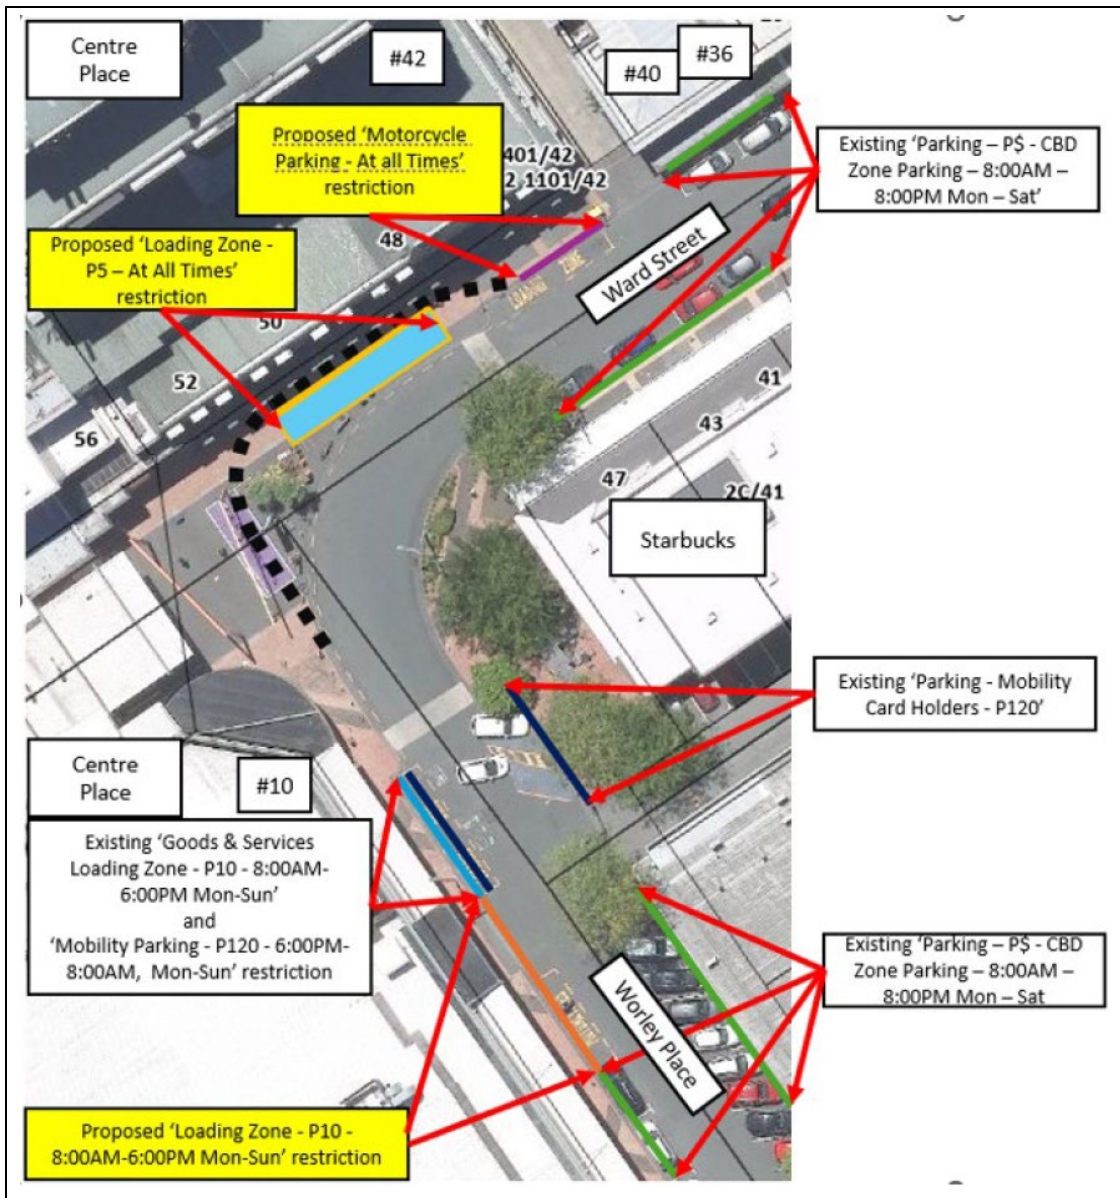 Centre
Place
#42
#40
#36
Proposed 'Motorcycle
Parking - At all Times'
restriction
401/42
2 1101/42
Existing 'Parking – P$ - CBD
Zone Parking – 8:00AM –
8:00PM Mon – Sat'
Proposed 'Loading Zone -
P5 – At All Times'
restriction
48
50
52
56
LOADING
ZONE
Ward Street
41
43
47
2C/41
Starbucks
Existing 'Parking - Mobility
Card Holders - P120'
Centre
Place
#10
Existing 'Goods & Services
Loading Zone - P10 - 8:00AM-
6:00PM Mon-Sun'
and
'Mobility Parking - P120 - 6:00PM-
8:00AM, Mon-Sun' restriction
Existing 'Parking – P$ - CBD
Zone Parking – 8:00AM –
8:00PM Mon – Sat
Worley Place
Proposed 'Loading Zone - P10 -
8:00AM-6:00PM Mon-Sun' restriction